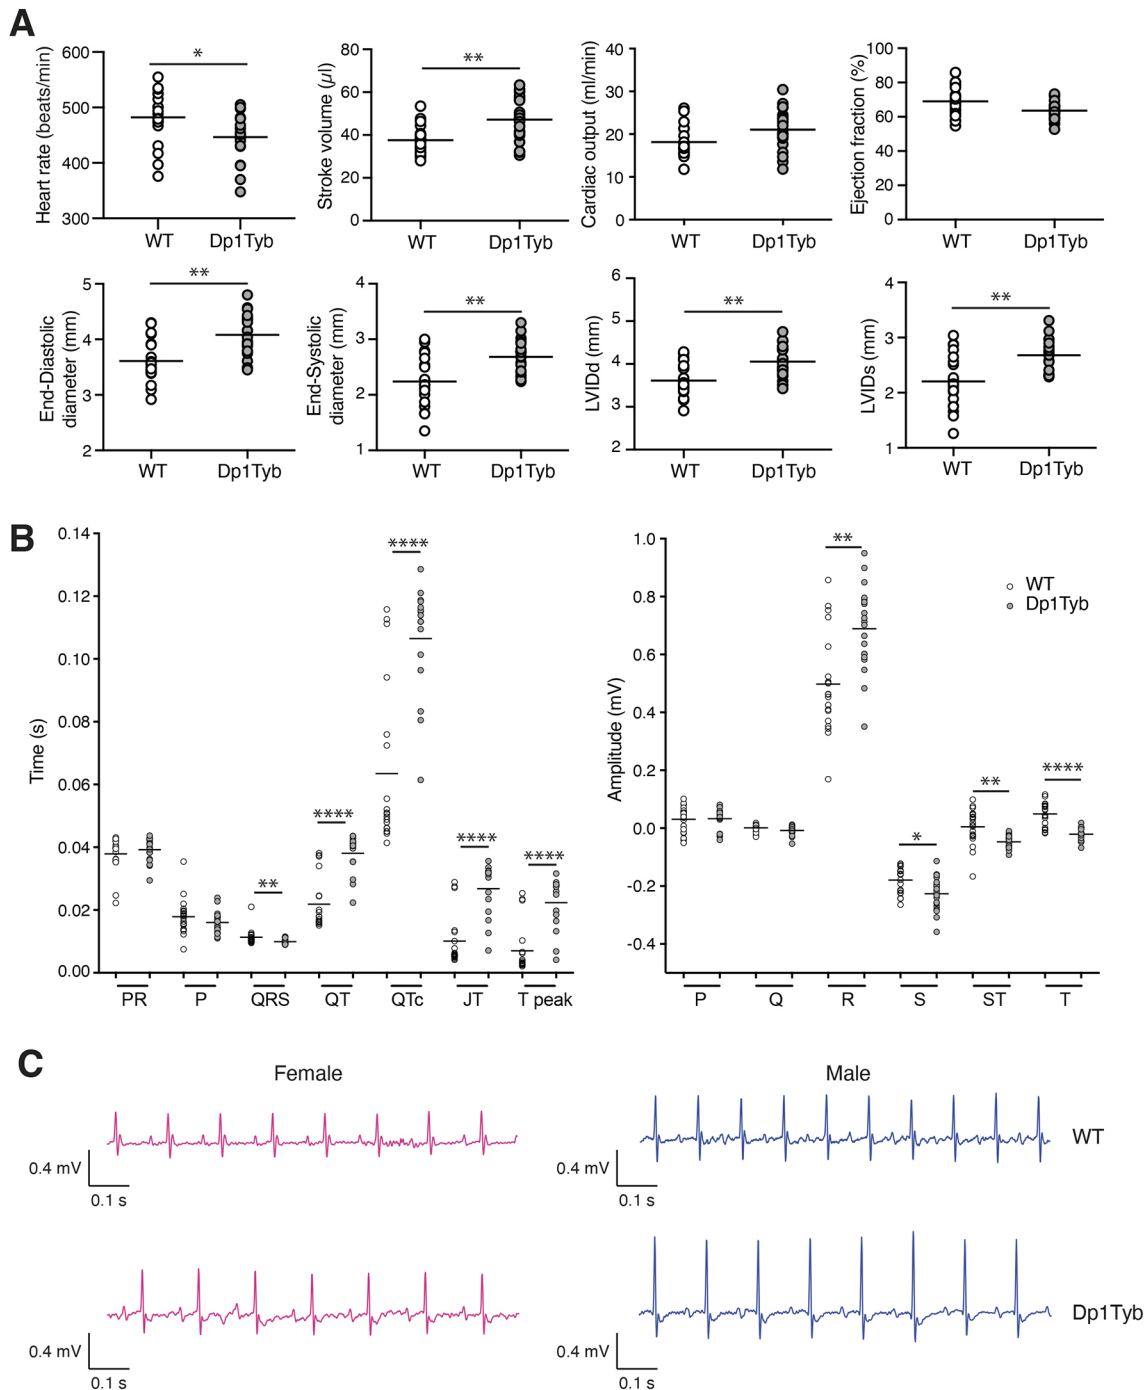 A
Heart rate (beats/min)
600
500
400
300
*
WT
Dp1Tyb
Stroke volume (µl)
80
60
40
20
0
**
WT
Dp1Tyb
Cardiac output (ml/min)
40
30
20
10
0
WT
Dp1Tyb
Ejection fraction (%)
100
80
60
40
20
0
WT
Dp1Tyb
End-Diastolic
diameter (mm)
5
4
3
2
**
WT
Dp1Tyb
End-Systolic
diameter (mm)
4
3
2
1
**
WT
Dp1Tyb
LVIDd (mm)
6
5
4
3
2
**
WT
Dp1Tyb
LVIDs (mm)
4
3
2
1
**
WT
Dp1Tyb
B
Time (s)
0.14
0.12
0.10
0.08
0.06
0.04
0.02
0.00
**
****
****
****
****
PR
P
QRS
QT
QTc
JT
T peak
Amplitude (mV)
1.0
0.8
0.6
0.4
0.2
0.0
-0.2
-0.4
**
*
**
****
WT
Dp1Tyb
P
Q
R
S
ST
T
C
Female
Male
0.4 mV
0.1 s
0.4 mV
0.1 s
WT
0.4 mV
0.1 s
0.4 mV
0.1 s
Dp1Tyb